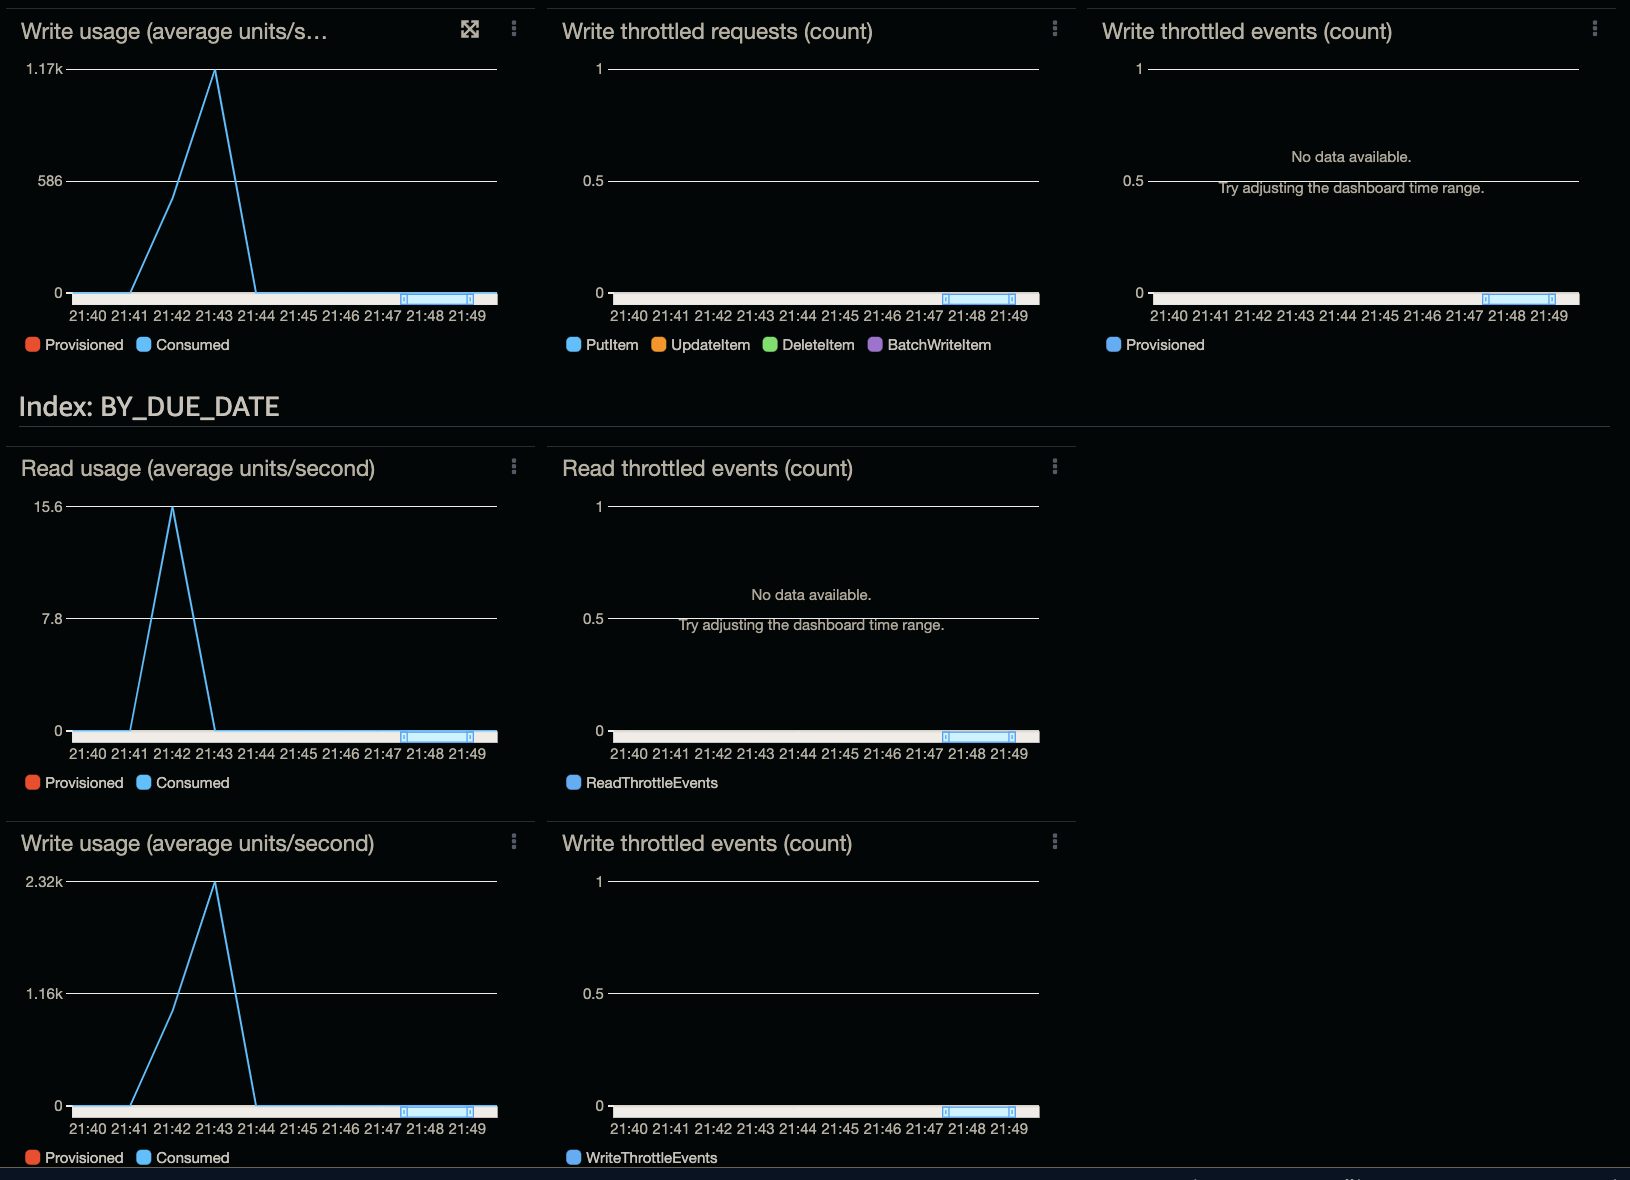 Write usage (average units/s...
1.17k
586
0
21:40 21:41 21:42 21:43 21:44 21:45 21:46 21:47 21:48 21:49
Provisioned Consumed
Write throttled requests (count)
1
0.5
0
21:40 21:41 21:42 21:43 21:44 21:45 21:46 21:47 21:48 21:49
PutItem UpdateItem DeleteItem BatchWriteItem
Write throttled events (count)
1
No data available.
0.5
Try adjusting the dashboard time range.
0
21:40 21:41 21:42 21:43 21:44 21:45 21:46 21:47 21:48 21:49
Provisioned
Index: BY_DUE_DATE
Read usage (average units/second)
15.6
7.8
0
21:40 21:41 21:42 21:43 21:44 21:45 21:46 21:47 21:48 21:49
Provisioned Consumed
Read throttled events (count)
1
No data available.
0.5
Try adjusting the dashboard time range.
0
21:40 21:41 21:42 21:43 21:44 21:45 21:46 21:47 21:48 21:49
ReadThrottleEvents
Write usage (average units/second)
2.32k
1.16k
0
21:40 21:41 21:42 21:43 21:44 21:45 21:46 21:47 21:48 21:49
Provisioned Consumed
Write throttled events (count)
1
0.5
0
21:40 21:41 21:42 21:43 21:44 21:45 21:46 21:47 21:48 21:49
WriteThrottleEvents